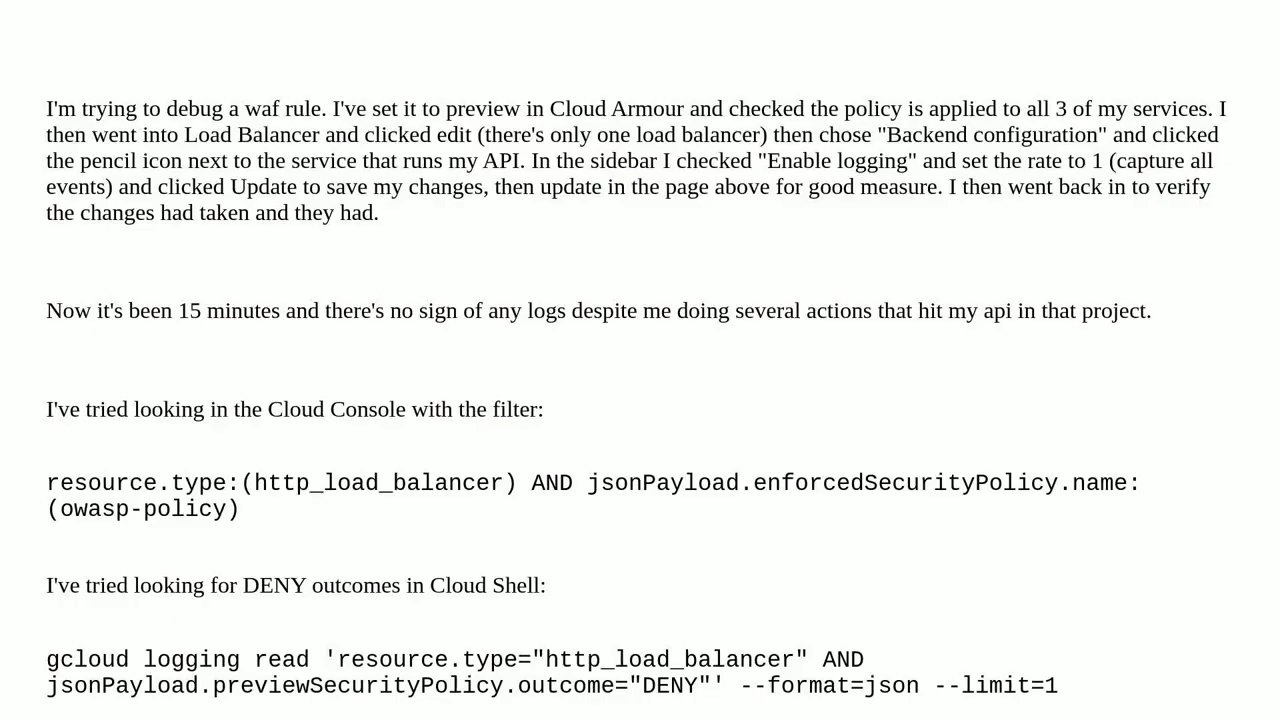 I'm trying to debug a waf rule. I've set it to preview in Cloud Armour and checked the policy is applied to all 3 of my services. I
then went into Load Balancer and clicked edit (there's only one load balancer) then chose "Backend configuration" and clicked
the pencil icon next to the service that runs my API. In the sidebar I checked "Enable logging" and set the rate to 1 (capture all
events) and clicked Update to save my changes, then update in the page above for good measure. I then went back in to verify
the changes had taken and they had.
Now it's been 15 minutes and there's no sign of any logs despite me doing several actions that hit my api in that project.
I've tried looking in the Cloud Console with the filter:
resource.type:(http_load_balancer) AND jsonPayload.enforcedSecurityPolicy.name:
(owasp-policy)
I've tried looking for DENY outcomes in Cloud Shell:
gcloud logging read 'resource.type="http_load_balancer" AND
jsonPayload.previewSecurityPolicy.outcome="DENY"' --format=json --limit=1